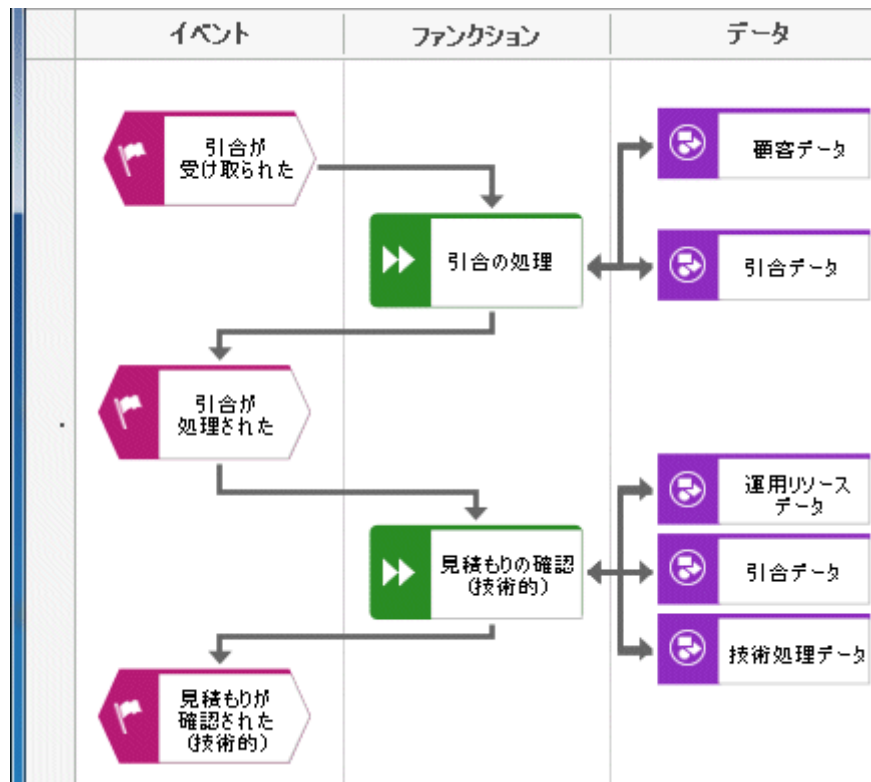 イベント
ファンクション
データ
引合が
受け取られた
顧客データ
引合の処理
引合データ
引合が
処理された
運用リソース
データ
見積もりの確認
(技術的)
引合データ
技術処理データ
見積もりが
確認された
(技術的)